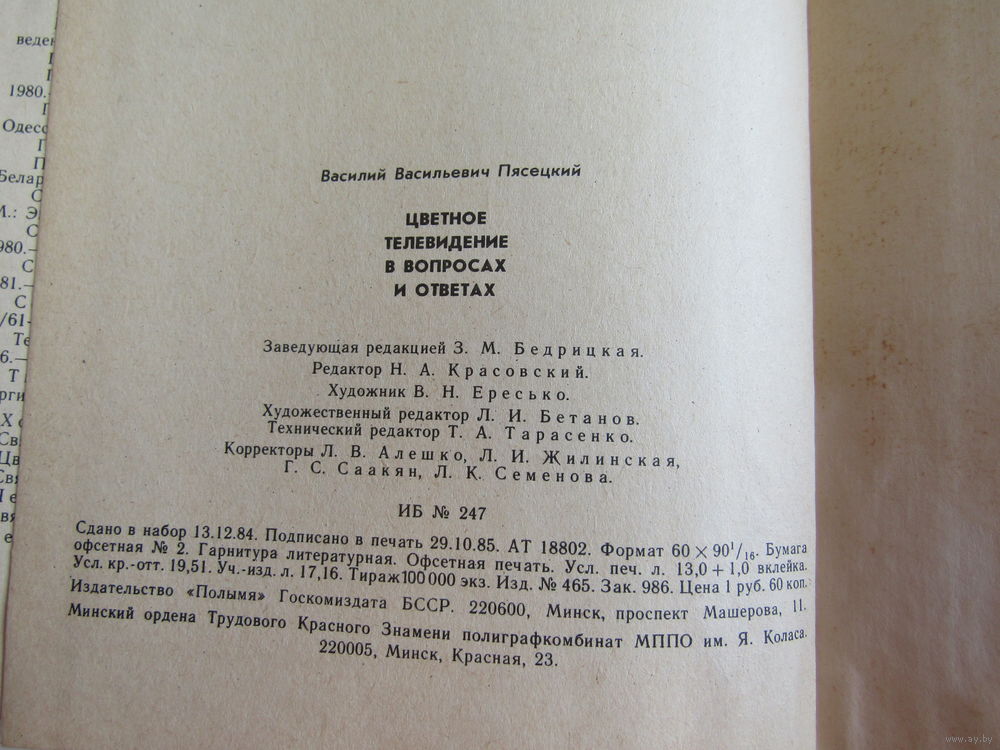 Василий Васильевич Пясецкий
ЦВЕТНОЕ
ТЕЛЕВИДЕНИЕ
В ВОПРОСАХ
И ОТВЕТАХ
Заведующая редакцией З. М. Бедрицкая.
Редактор Н. А. Красовский.
Художник В. Н. Ересько.
Художественный редактор Л. И. Бетанов.
Технический редактор Т. А. Тарасенко.
Корректоры Л. В. Алешко, Л. И. Жилинская,
Г. С. Саакян, Л. К. Семенова.
ИБ № 247
Сдано в набор 13.12.84. Подписано в печать 29.10.85. АТ 18802. Формат 60 × 90¹/₁₆. Бумага
офсетная № 2. Гарнитура литературная. Офсетная печать. Усл. печ. л. 13,0 + 1,0 вклейка.
Усл. кр.-отт. 19,51. Уч.-изд. л. 17,16. Тираж 100 000 экз. Изд. № 465. Зак. 986. Цена 1 руб. 60 коп.
Издательство «Полымя» Госкомиздата БССР. 220600, Минск, проспект Машерова, 11.
Минский ордена Трудового Красного Знамени полиграфкомбинат МППО им. Я. Коласа.
220005, Минск, Красная, 23.
1980.
www.ay.by